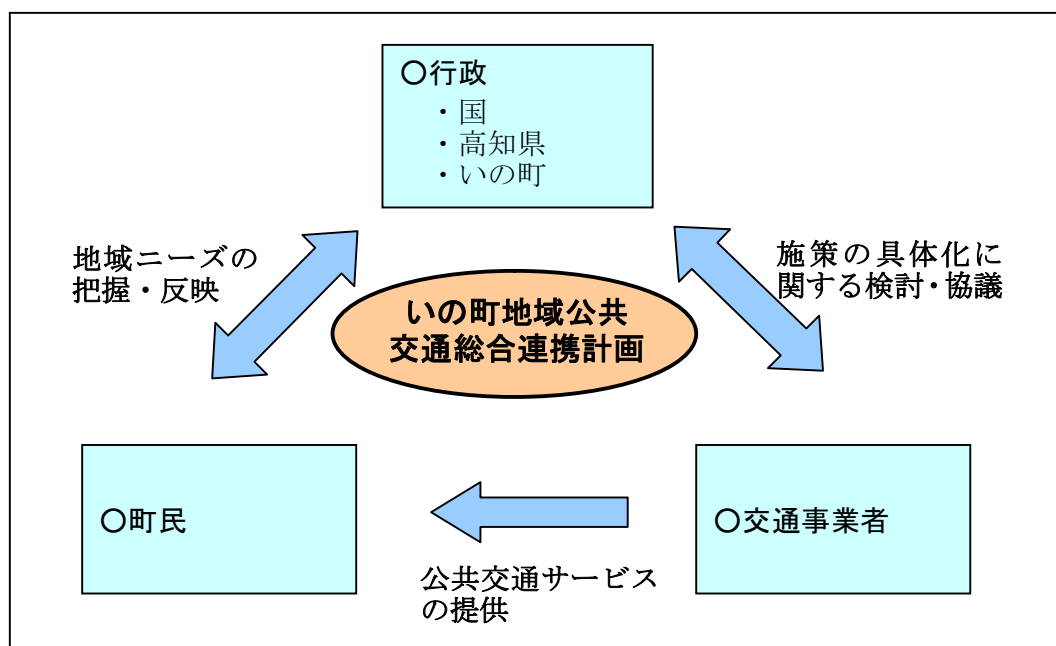 〇行政
・国
・高知県
・いの町
地域ニーズの
把握・反映
施策の具体化に
関する検討・協議
いの町地域公共
交通総合連携計画
〇町民
〇交通事業者
公共交通サービス
の提供